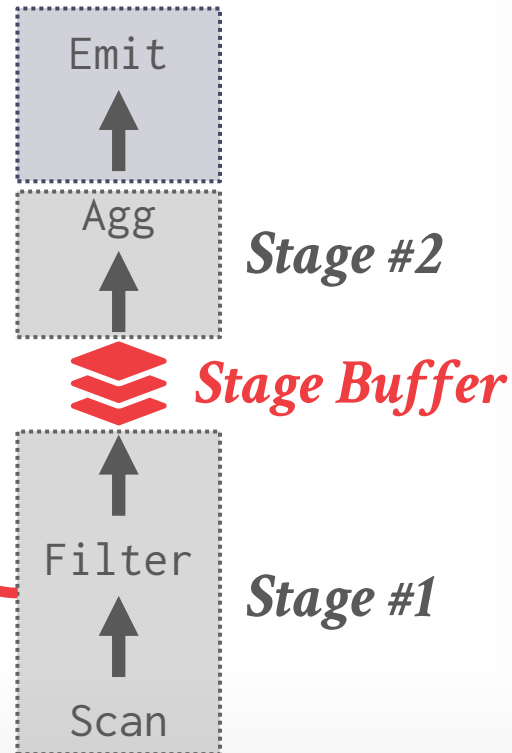 Emit
Agg
Stage #2
Stage Buffer
Filter
Stage #1
Scan